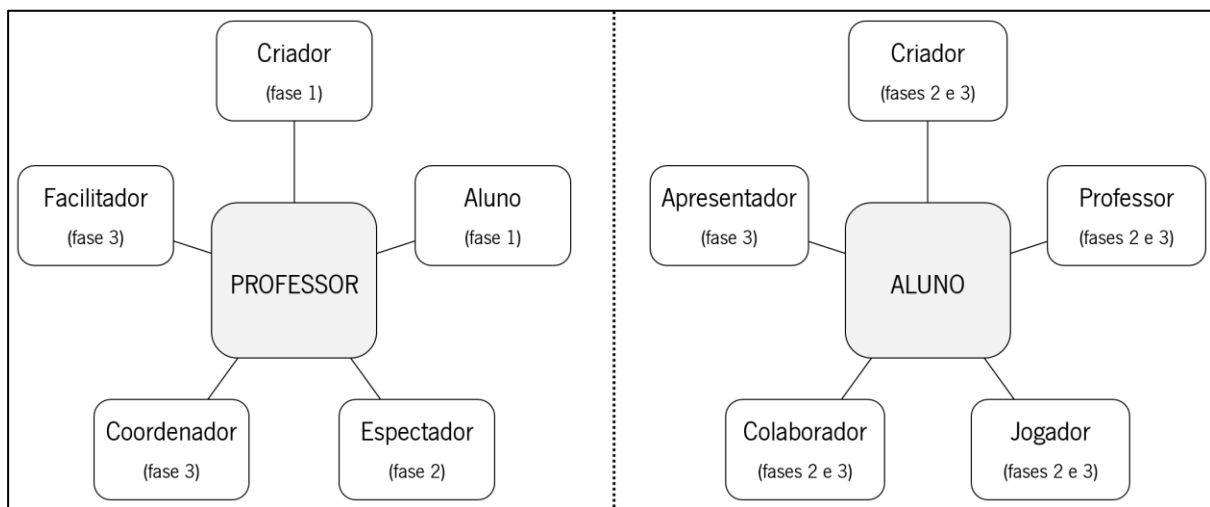 Criador
(fase 1)
Facilitador
(fase 3)
Aluno
(fase 1)
PROFESSOR
Coordenador
(fase 3)
Espectador
(fase 2)
Criador
(fases 2 e 3)
Apresentador
(fase 3)
Professor
(fases 2 e 3)
ALUNO
Colaborador
(fases 2 e 3)
Jogador
(fases 2 e 3)